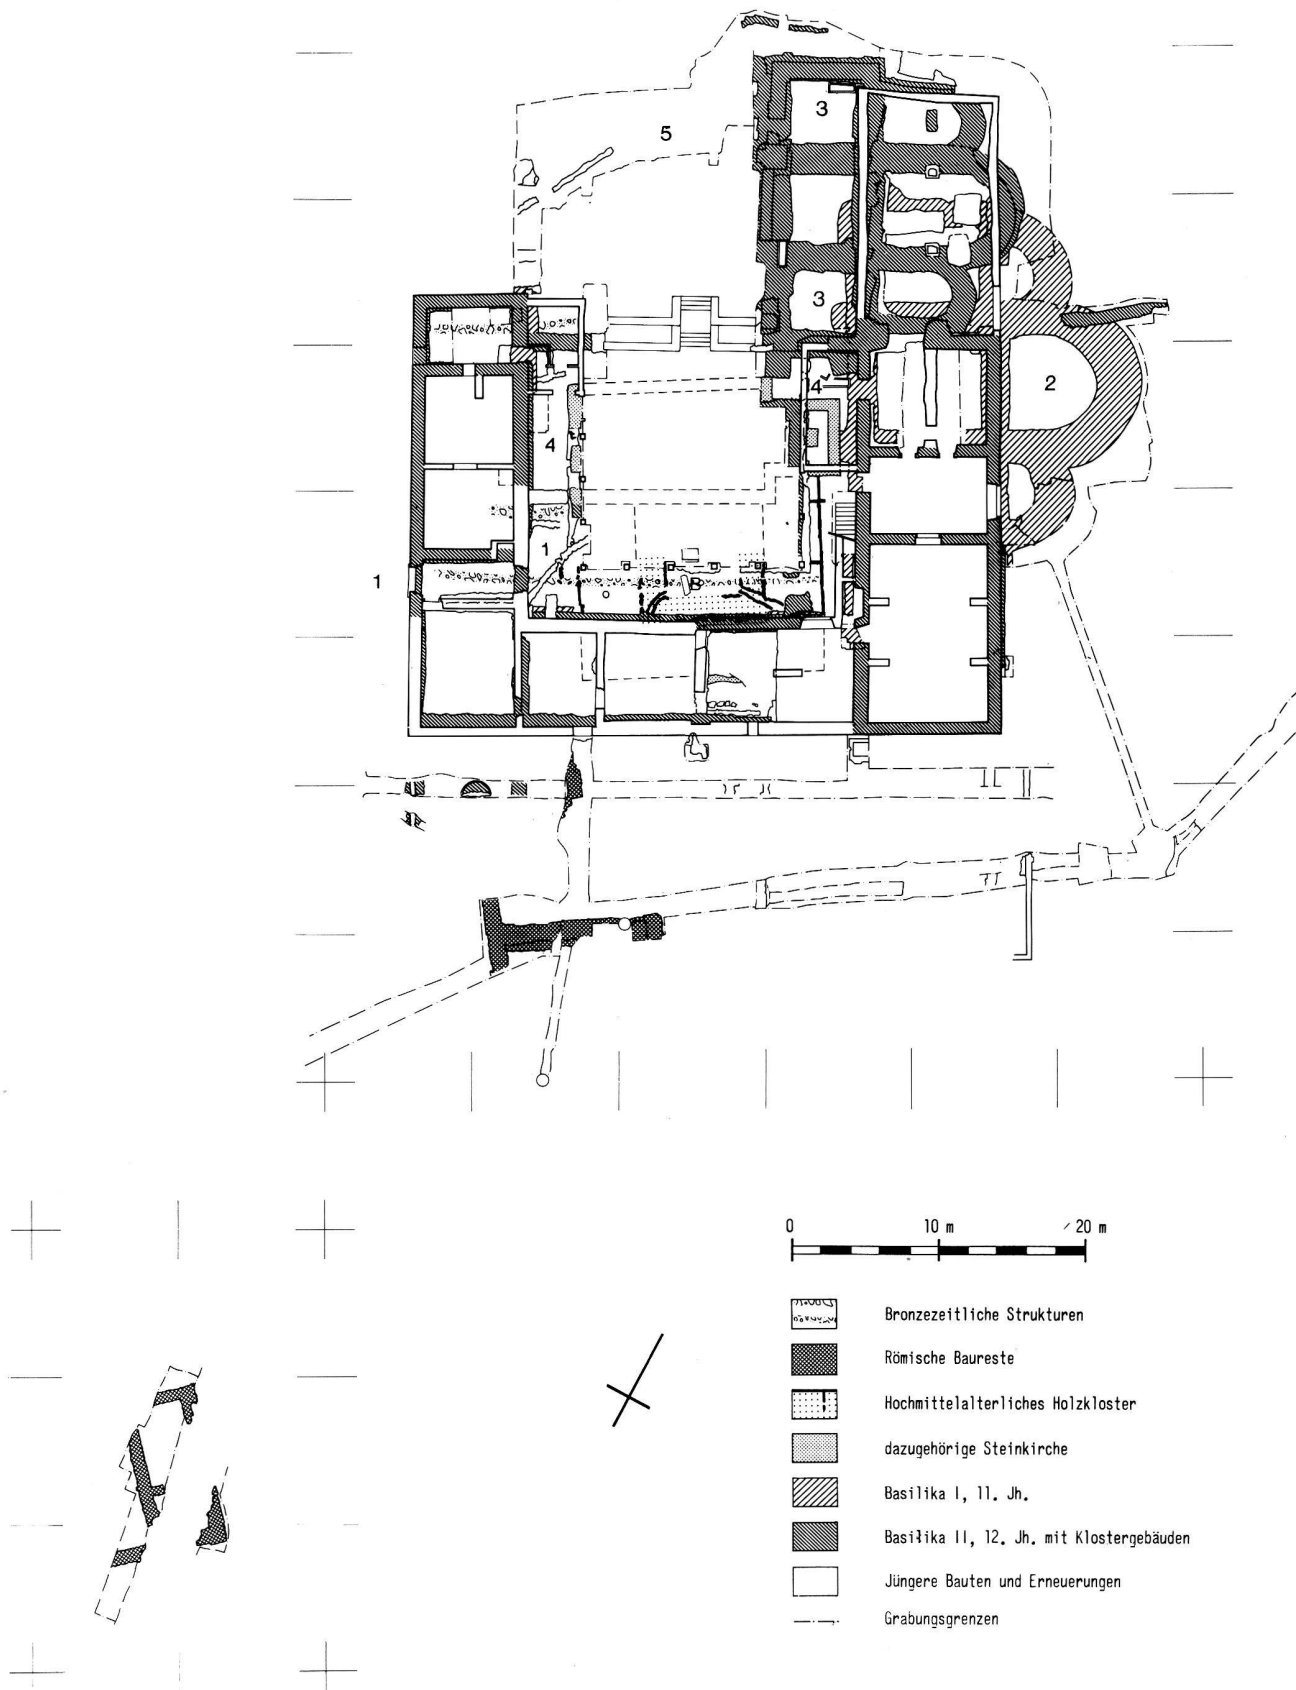 5
3
3
2
4
4
1
1
0 10 m 20 m
Bronzezeitliche Strukturen
Römische Baureste
Hochmittelalterliches Holzkloster
dazugehörige Steinkirche
Basilika I, 11. Jh.
Basilika II, 12. Jh. mit Klostergebäuden
Jüngere Bauten und Erneuerungen
Grabungsgrenzen